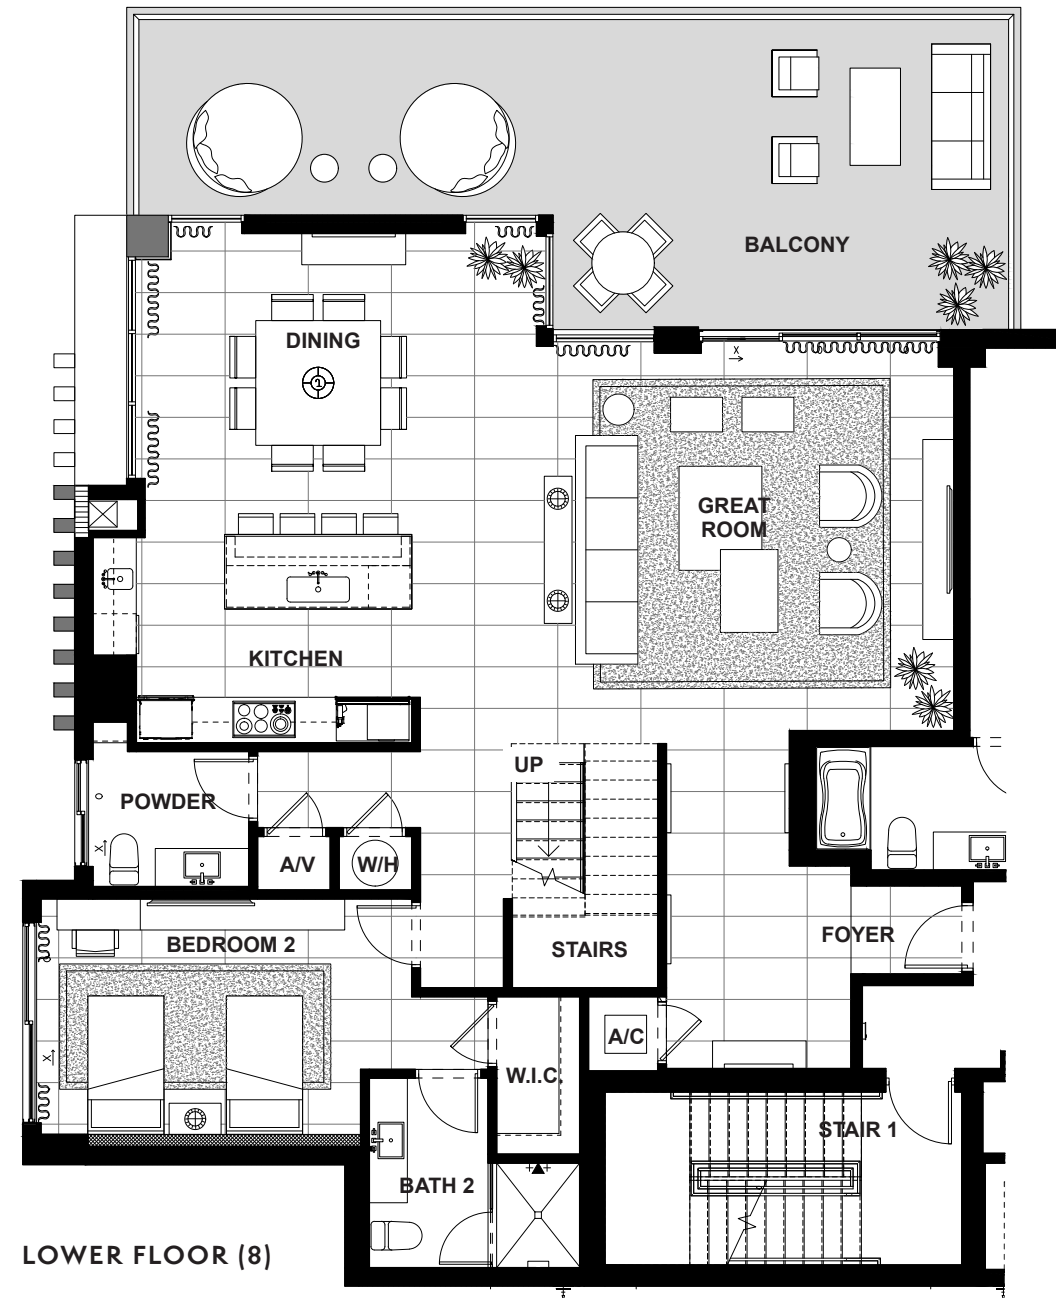 BALCONY
DINING
GREAT
ROOM
KITCHEN
UP
POWDER
A/V
W/H
BEDROOM 2
STAIRS
FOYER
A/C
W.I.C.
STAIR 1
BATH 2
LOWER FLOOR (8)
X
X
X